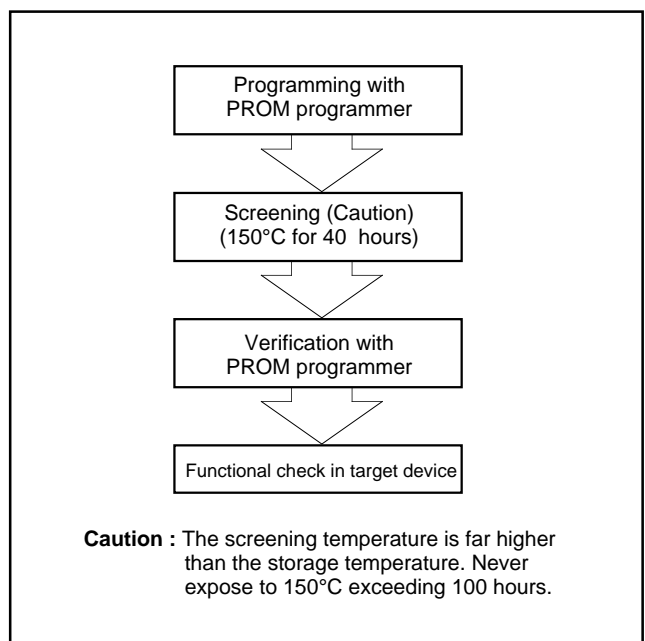 Programming with
PROM programmer
Screening (Caution)
(150°C for 40 hours)
Verification with
PROM programmer
Functional check in target device
Caution : The screening temperature is far higher
than the storage temperature. Never
expose to 150°C exceeding 100 hours.